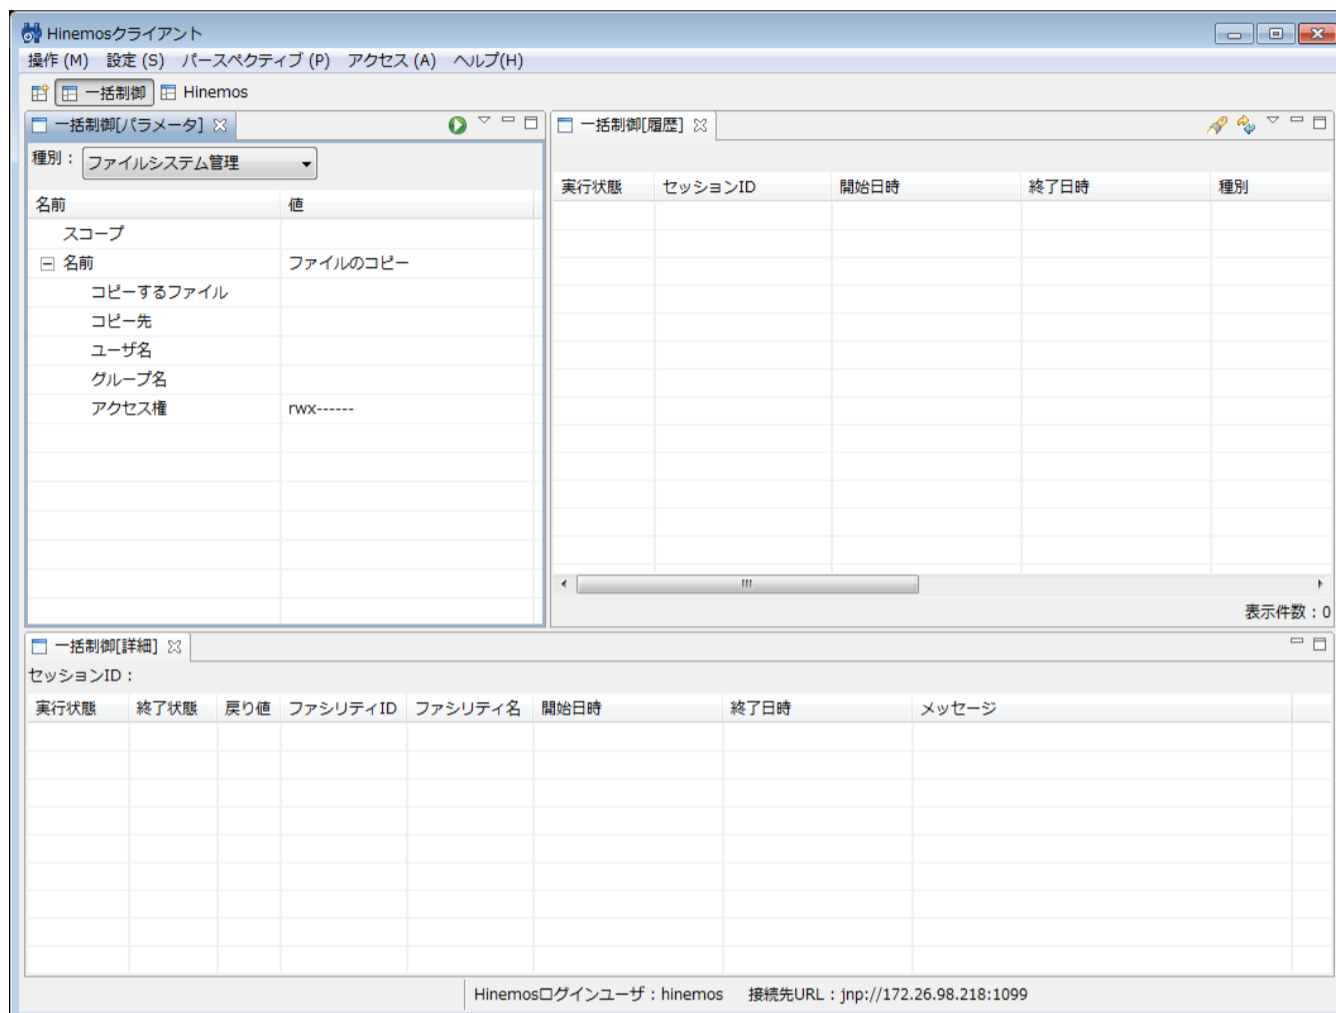 Hinemosクライアント
操作 (M) 設定 (S) パースペクティブ (P) アクセス (A) ヘルプ(H)
一括制御 Hinemos
一括制御[パラメータ]
種別： ファイルシステム管理
名前 値
スコープ
名前 ファイルのコピー
コピーするファイル
コピー先
ユーザ名
グループ名
アクセス権 rwx------
一括制御[履歴]
実行状態 セッションID 開始日時 終了日時 種別
表示件数：0
一括制御[詳細]
セッションID：
実行状態 終了状態 戻り値 ファシリティID ファシリティ名 開始日時 終了日時 メッセージ
Hinemosログインユーザ：hinemos 接続先URL：jnp://172.26.98.218:1099